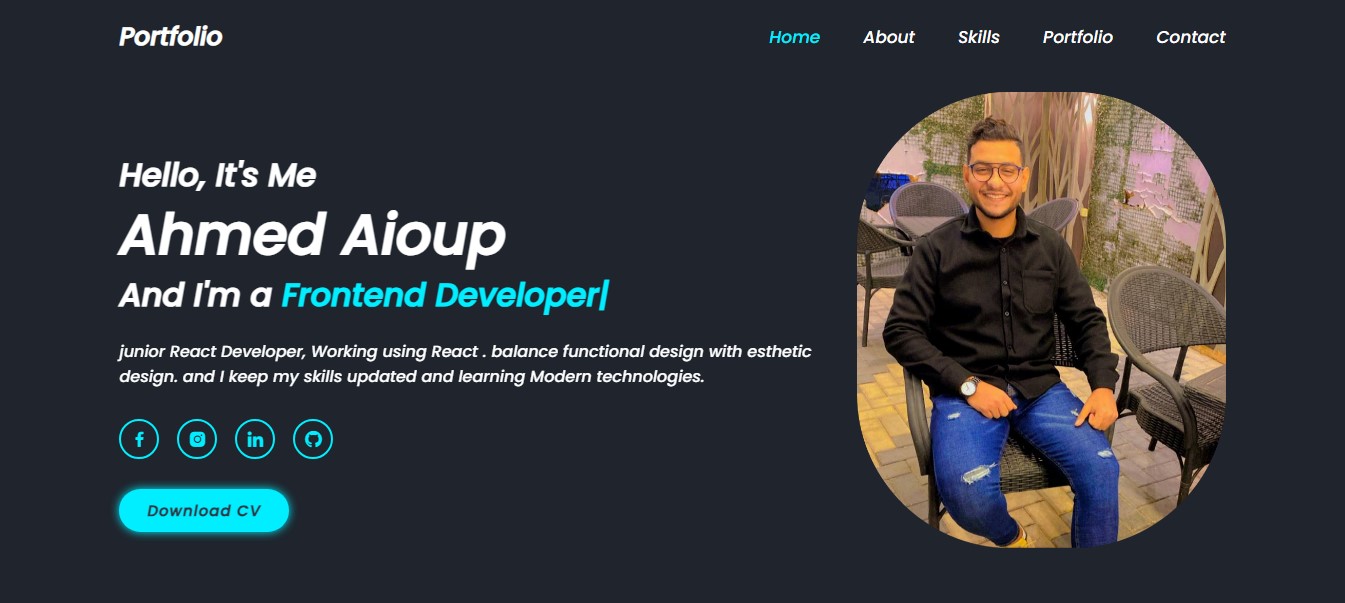 Portfolio
Home About Skills Portfolio Contact
Hello, It's Me
Ahmed Aioup
And I'm a Frontend Developer|
junior React Developer, Working using React . balance functional design with esthetic
design. and I keep my skills updated and learning Modern technologies.
Download CV